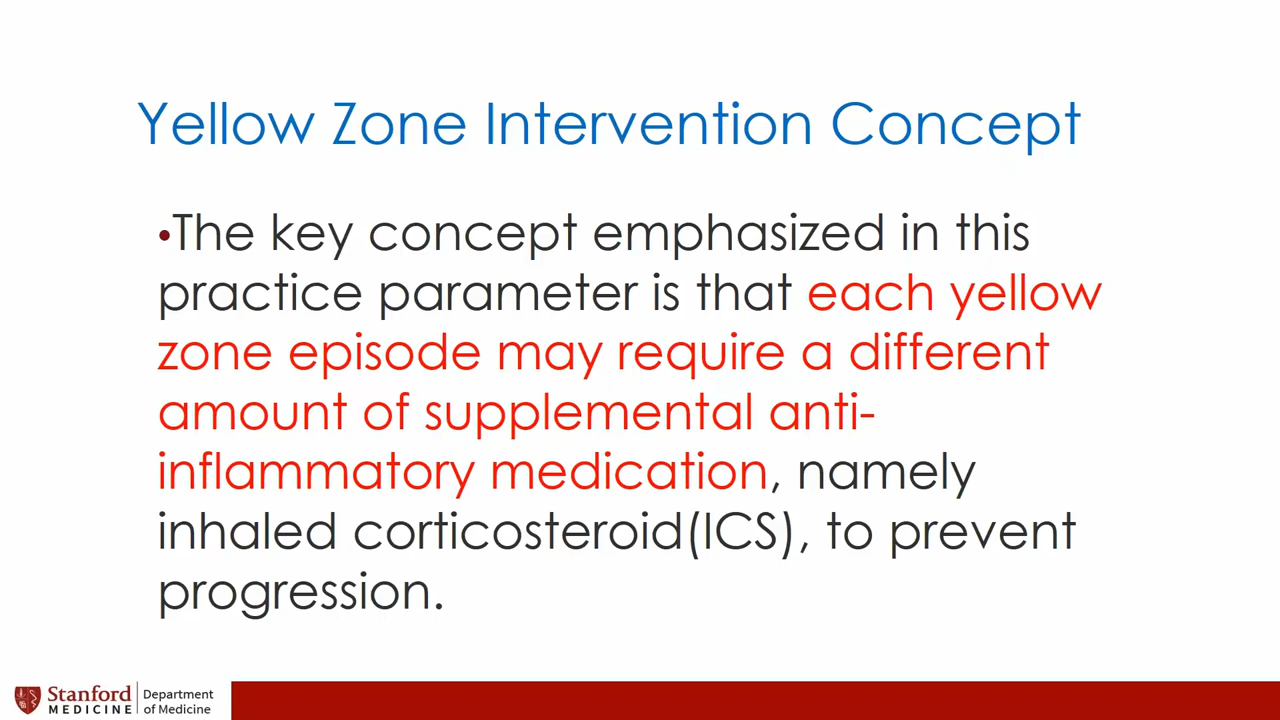 Yellow Zone Intervention Concept
•The key concept emphasized in this
practice parameter is that each yellow
zone episode may require a different
amount of supplemental anti-
inflammatory medication, namely
inhaled corticosteroid(ICS), to prevent
progression.
Stanford
MEDICINE
Department
of Medicine